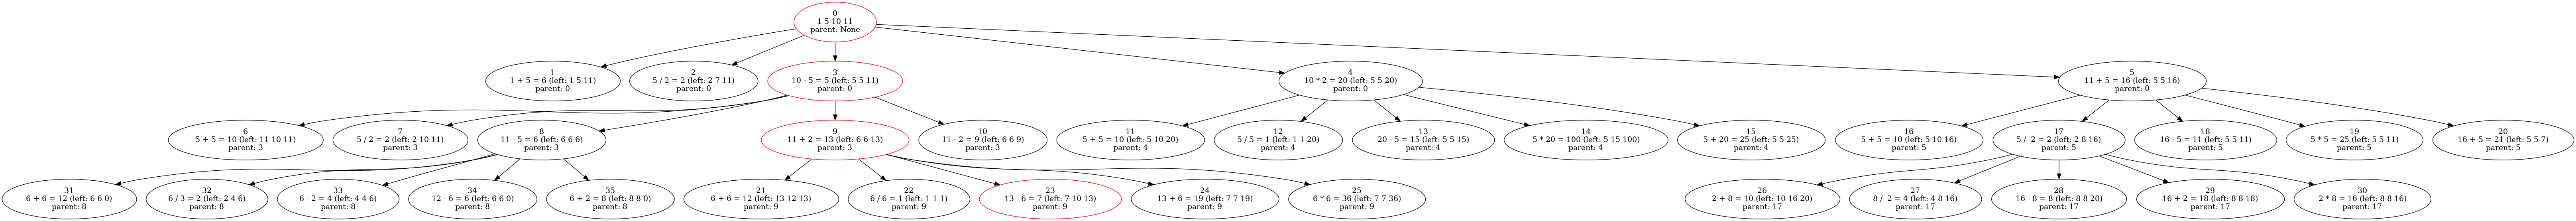 0
1 5 10 11
parent: None
1
1 + 5 = 6 (left: 1 5 11)
parent: 0
2
5 / 2 = 2 (left: 2 7 11)
parent: 0
3
10 - 5 = 5 (left: 5 5 11)
parent: 0
4
10 * 2 = 20 (left: 5 5 20)
parent: 0
5
11 + 5 = 16 (left: 5 5 16)
parent: 0
6
5 + 5 = 10 (left: 11 10 11)
parent: 3
7
5 / 2 = 2 (left: 2 10 11)
parent: 3
8
11 - 5 = 6 (left: 6 6 6)
parent: 3
9
11 + 2 = 13 (left: 6 6 13)
parent: 3
10
11 - 2 = 9 (left: 6 6 9)
parent: 3
11
5 + 5 = 10 (left: 5 10 20)
parent: 4
12
5 / 5 = 1 (left: 1 1 20)
parent: 4
13
20 - 5 = 15 (left: 5 5 15)
parent: 4
14
5 * 20 = 100 (left: 5 15 100)
parent: 4
15
5 + 20 = 25 (left: 5 5 25)
parent: 4
16
5 + 5 = 10 (left: 5 10 16)
parent: 5
17
5 /  2 = 2 (left: 2 8 16)
parent: 5
18
16 - 5 = 11 (left: 5 5 11)
parent: 5
19
5 * 5 = 25 (left: 5 5 11)
parent: 5
20
16 + 5 = 21 (left: 5 5 7)
parent: 5
31
6 + 6 = 12 (left: 6 6 0)
parent: 8
32
6 / 3 = 2 (left: 2 4 6)
parent: 8
33
6 - 2 = 4 (left: 4 4 6)
parent: 8
34
12 - 6 = 6 (left: 6 6 0)
parent: 8
35
6 + 2 = 8 (left: 8 8 0)
parent: 8
21
6 + 6 = 12 (left: 13 12 13)
parent: 9
22
6 / 6 = 1 (left: 1 1 1)
parent: 9
23
13 - 6 = 7 (left: 7 10 13)
parent: 9
24
13 + 6 = 19 (left: 7 7 19)
parent: 9
25
6 * 6 = 36 (left: 7 7 36)
parent: 9
26
2 + 8 = 10 (left: 10 16 20)
parent: 17
27
8 /  2 = 4 (left: 4 8 16)
parent: 17
28
16 - 8 = 8 (left: 8 8 20)
parent: 17
29
16 + 2 = 18 (left: 8 8 18)
parent: 17
30
2 * 8 = 16 (left: 8 8 16)
parent: 17